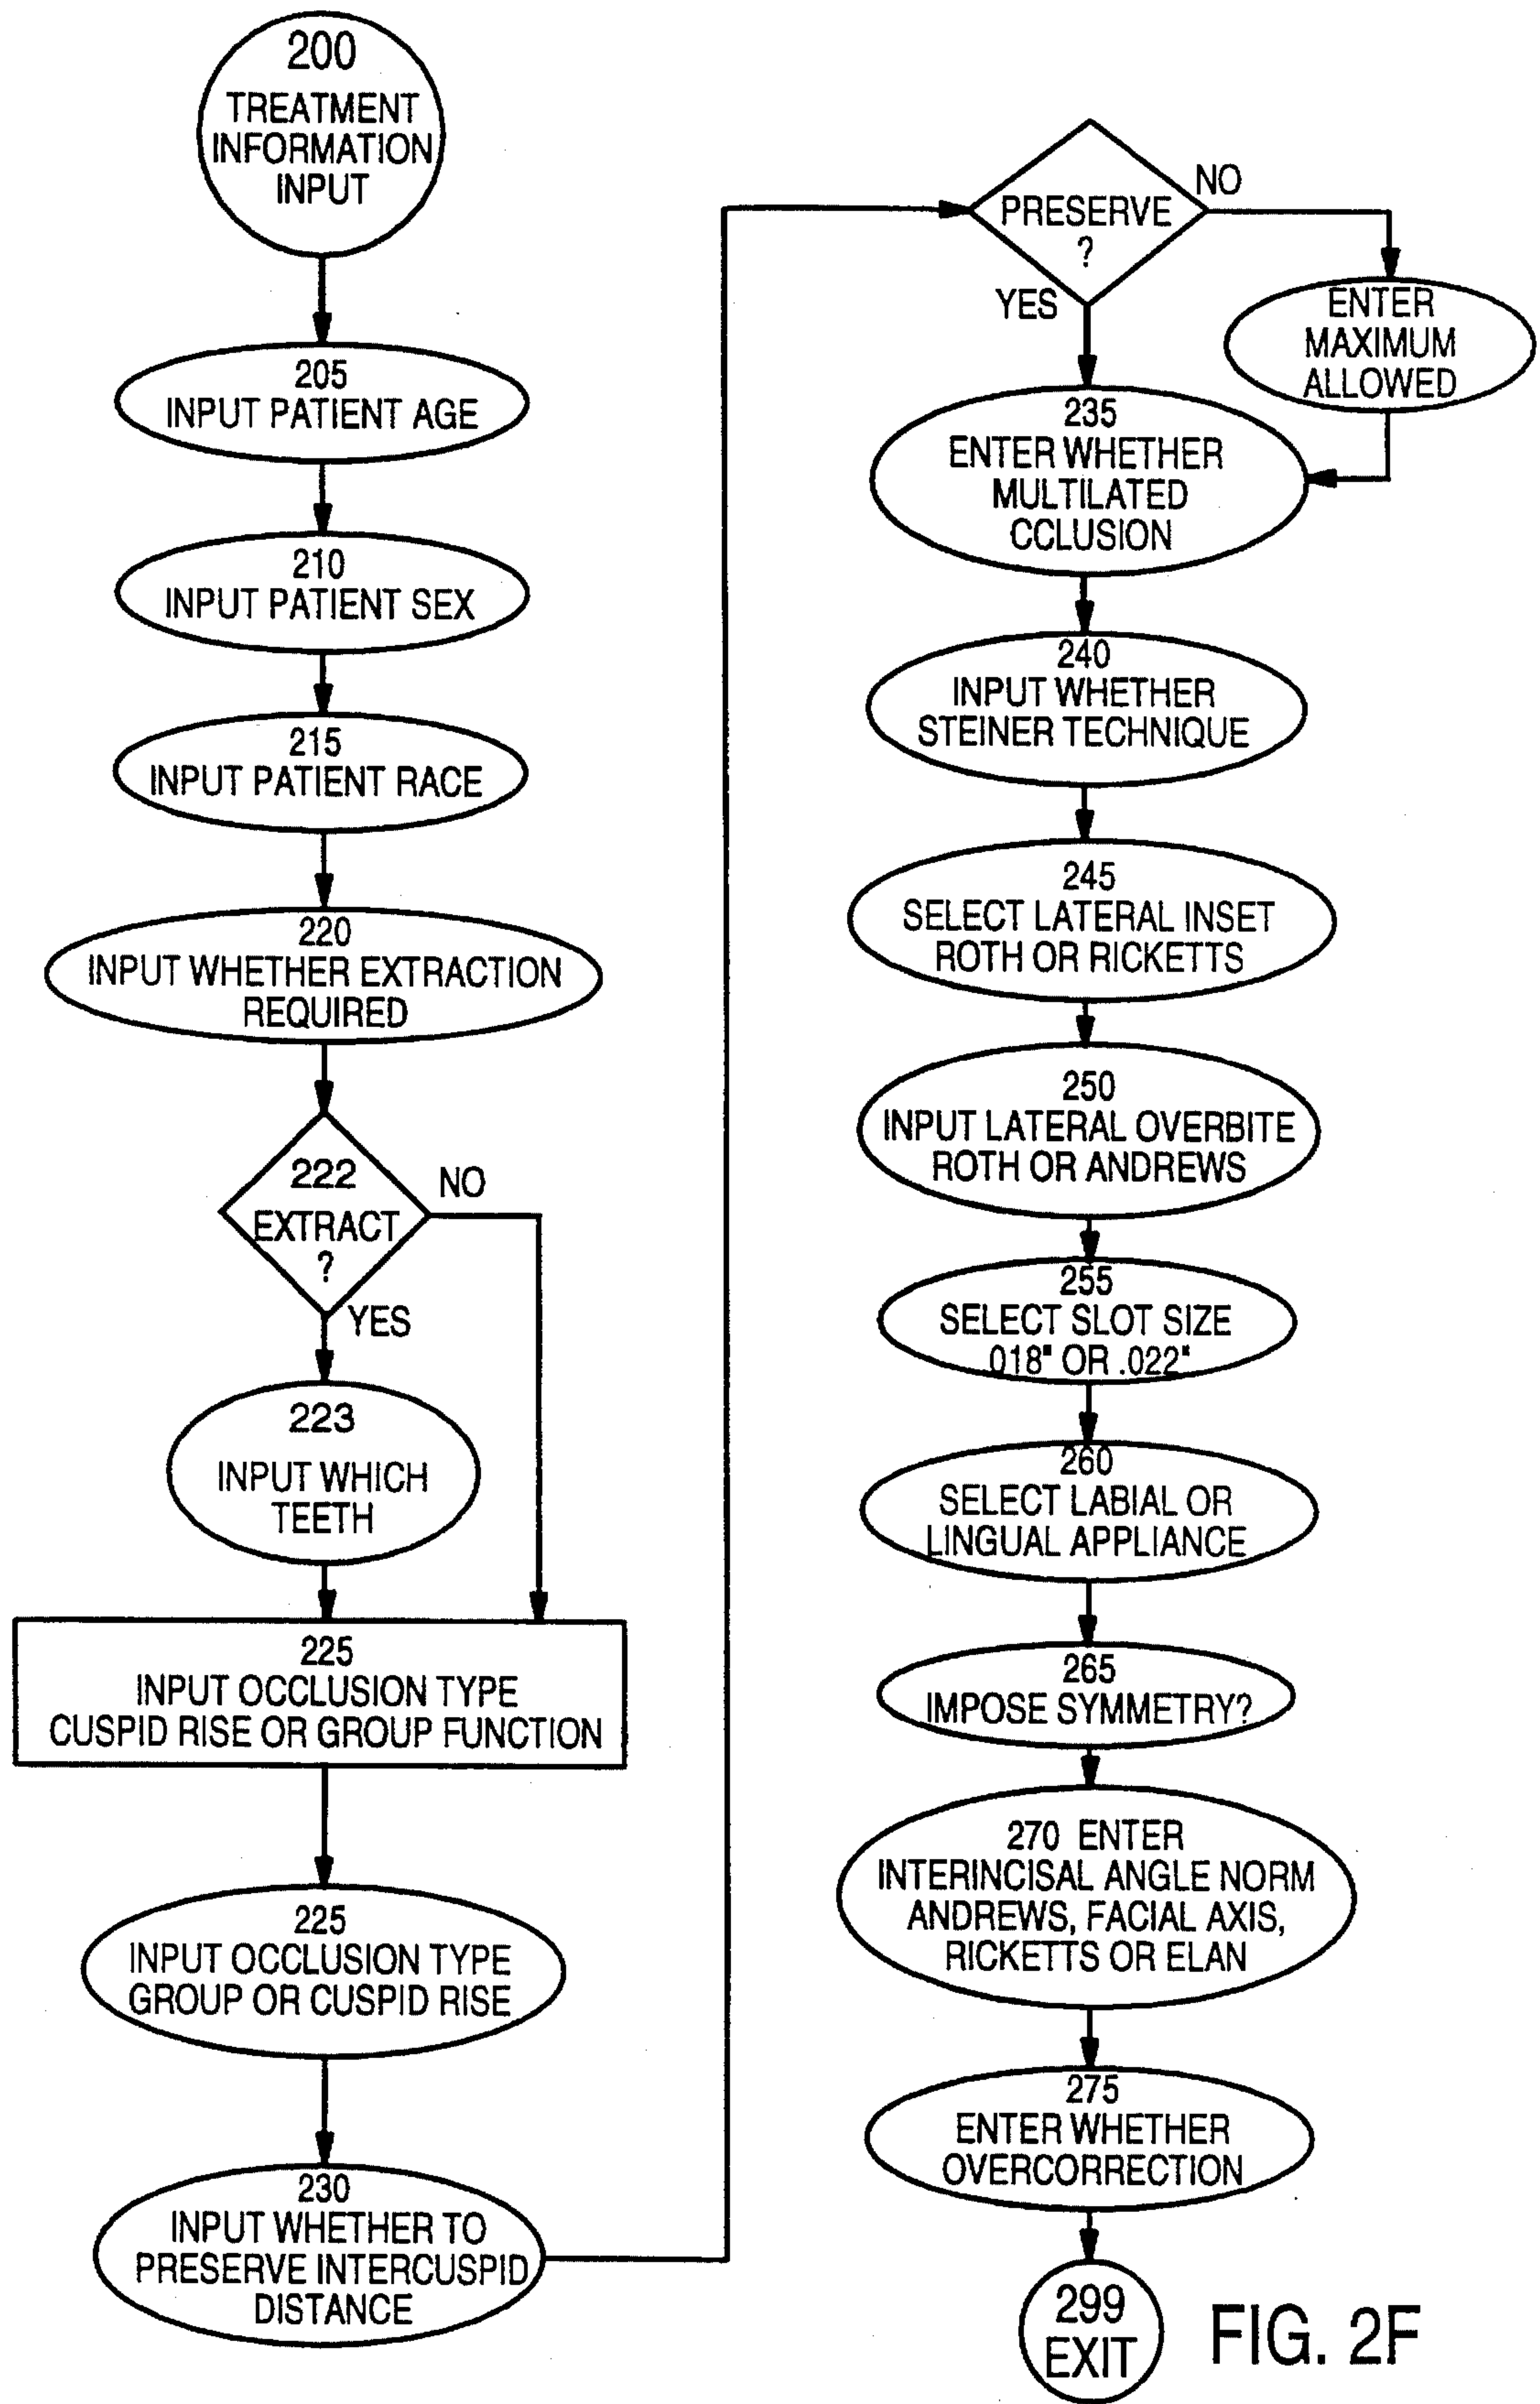 200
TREATMENT
INFORMATION
INPUT
205
INPUT PATIENT AGE
210
INPUT PATIENT SEX
215
INPUT PATIENT RACE
220
INPUT WHETHER EXTRACTION
REQUIRED
222
EXTRACT
?
NO
YES
223
INPUT WHICH
TEETH
225
INPUT OCCLUSION TYPE
CUSPID RISE OR GROUP FUNCTION
225
INPUT OCCLUSION TYPE
GROUP OR CUSPID RISE
230
INPUT WHETHER TO
PRESERVE INTERCUSPID
DISTANCE
PRESERVE
?
NO
YES
ENTER
MAXIMUM
ALLOWED
235
ENTER WHETHER
MULTILATED
CCLUSION
240
INPUT WHETHER
STEINER TECHNIQUE
245
SELECT LATERAL INSET
ROTH OR RICKETTS
250
INPUT LATERAL OVERBITE
ROTH OR ANDREWS
255
SELECT SLOT SIZE
.018" OR .022"
260
SELECT LABIAL OR
LINGUAL APPLIANCE
265
IMPOSE SYMMETRY?
270 ENTER
INTERINCISAL ANGLE NORM
ANDREWS, FACIAL AXIS,
RICKETTS OR ELAN
275
ENTER WHETHER
OVERCORRECTION
299
EXIT
FIG. 2F